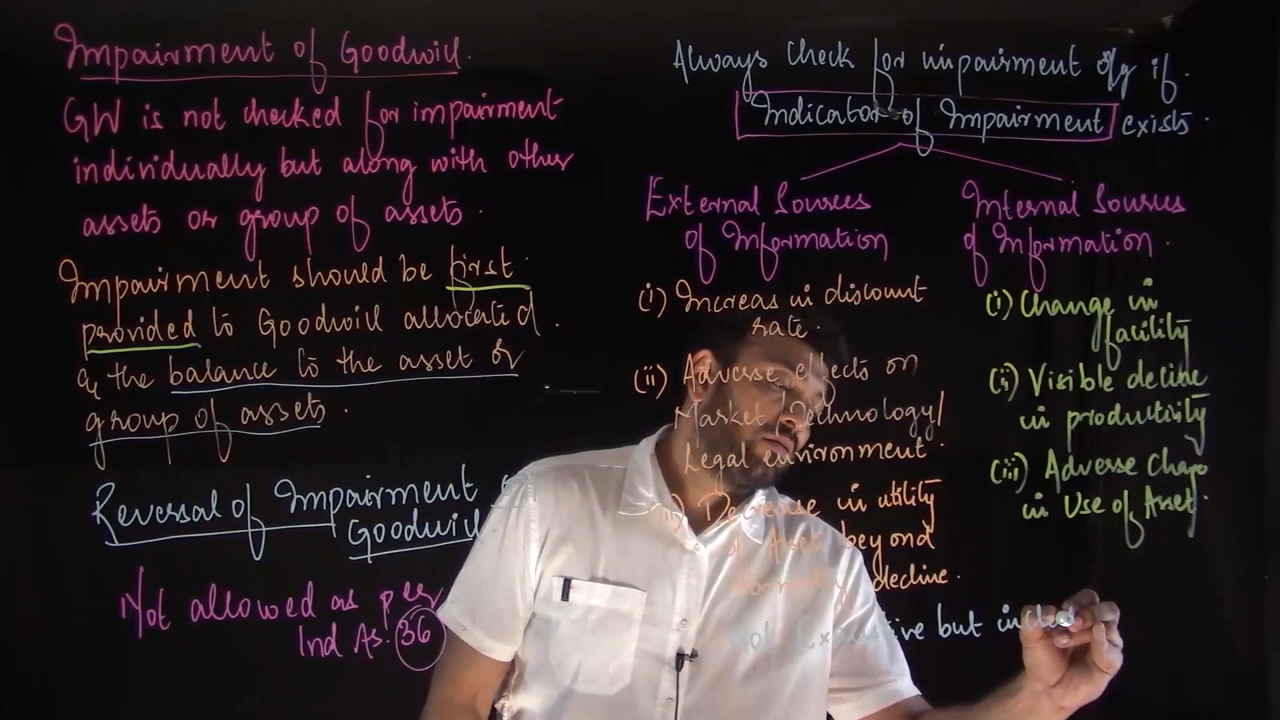 Impairment of Goodwill.
GW is not checked for impairment
individually but along with other
assets or group of assets.
Impairment should be first
provided to Goodwill allocated.
& the balance to the asset or
group of assets.
Reversal of Impairment
Goodwill
Not allowed as per
Ind As. 36
Always check for impairment o/y if
Indicator of Impairment exists.
External Sources
of Information
(i) Increas in discount
rate.
(ii) Adverse effects on
Market Technology/
Legal environment.
Decrease in utility
of Asset beyond
normally decline.
Internal Sources
of Information.
(i) Change in
facility
(ii) Visible decline
in productivity
(iii) Adverse
in Use of Asset.
Not but